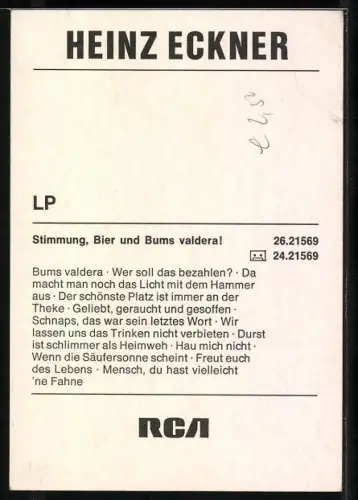 HEINZ ECKNER
LP
Stimmung, Bier und Bums valdera! 26.21569
24.21569
Bums valdera · Wer soll das bezahlen? · Da
macht man noch das Licht mit dem Hammer
aus · Der schönste Platz ist immer an der
Theke · Geliebt, geraucht und gesoffen ·
Schnaps, das war sein letztes Wort · Wir
lassen uns das Trinken nicht verbieten · Durst
ist schlimmer als Heimweh · Hau mich nicht ·
Wenn die Säufersonne scheint · Freut euch
des Lebens · Mensch, du hast vielleicht
'ne Fahne
RCA